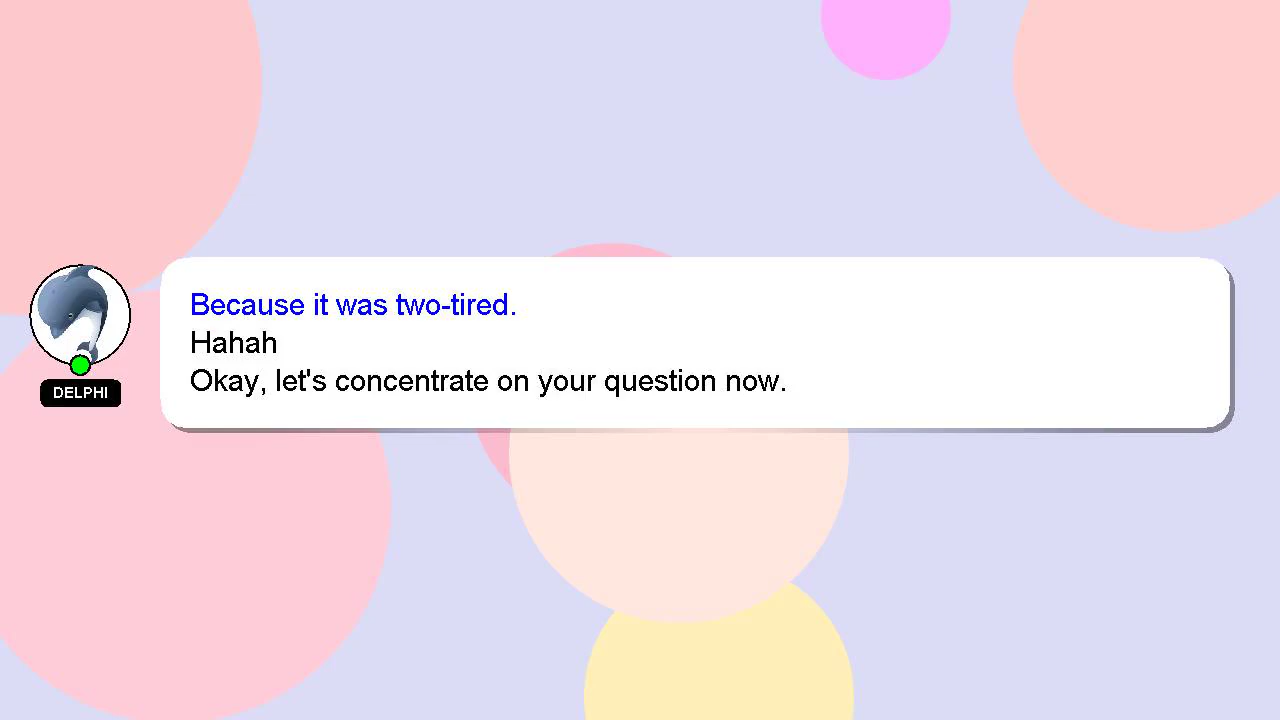 Because it was two-tired.
Hahah
Okay, let's concentrate on your question now.
DELPHI